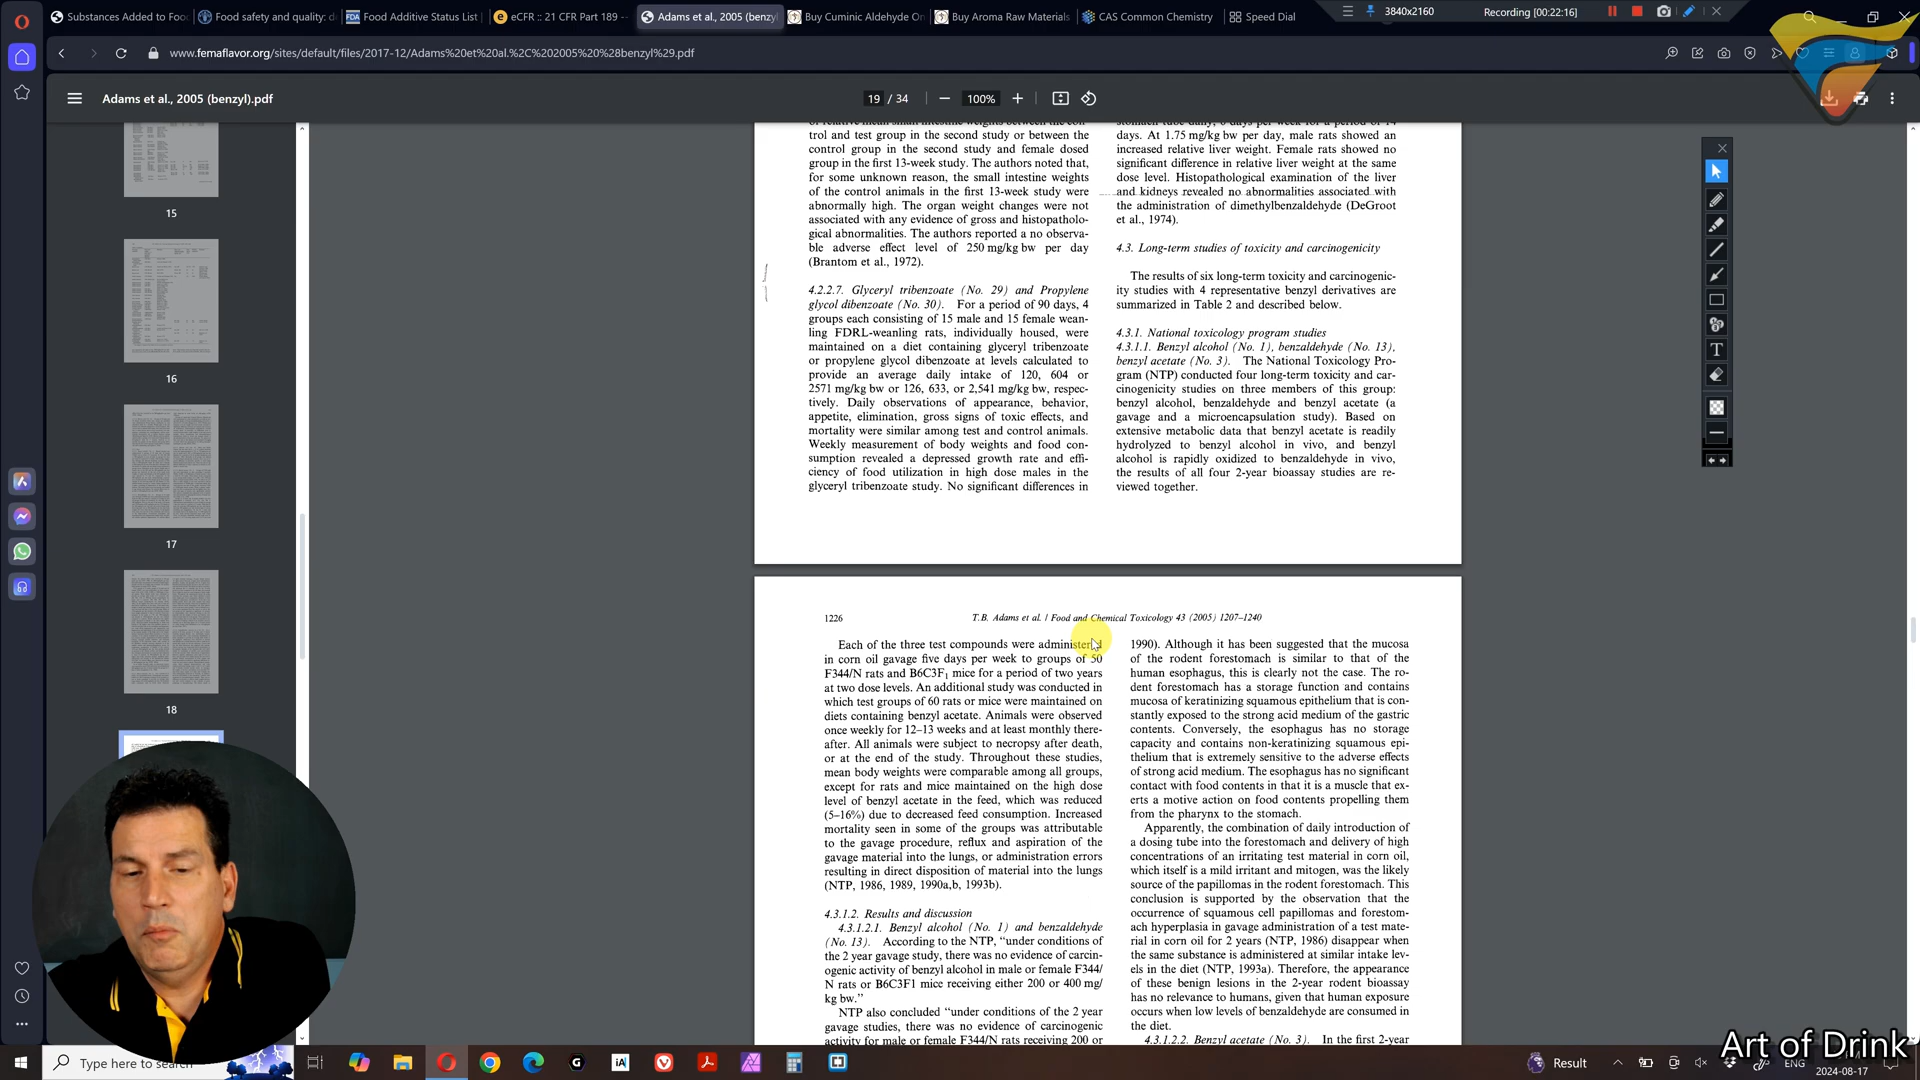 Substances Added to Foo
Food safety and quality: d
FDA Food Additive Status List
e eCFR :: 21 CFR Part 189 --
Adams et al., 2005 (benzy
Buy Cuminic Aldehyde On
Buy Aroma Raw Materials
CAS Common Chemistry
Speed Dial
3840x2160
Recording [00:22:16]
www.femaflavor.org/sites/default/files/2017-12/Adams%20et%20al.%2C%202005%20%28benzyl%29.pdf
Adams et al., 2005 (benzyl).pdf
19 / 34
100%
15
16
17
18
trol and test group in the second study or between the
control group in the second study and female dosed
group in the first 13-week study. The authors noted that,
for some unknown reason, the small intestine weights
of the control animals in the first 13-week study were
abnormally high. The organ weight changes were not
associated with any evidence of gross and histopatholo-
gical abnormalities. The authors reported a no observa-
ble adverse effect level of 250 mg/kg bw per day
(Brantom et al., 1972).
4.2.2.7. Glyceryl tribenzoate (No. 29) and Propylene
glycol dibenzoate (No. 30). For a period of 90 days, 4
groups each consisting of 15 male and 15 female wean-
ling FDRL-weanling rats, individually housed, were
maintained on a diet containing glyceryl tribenzoate
or propylene glycol dibenzoate at levels calculated to
provide an average daily intake of 120, 604 or
2571 mg/kg bw or 126, 633, or 2,541 mg/kg bw, respec-
tively. Daily observations of appearance, behavior,
appetite, elimination, gross signs of toxic effects, and
mortality were similar among test and control animals.
Weekly measurement of body weights and food con-
sumption revealed a depressed growth rate and effi-
ciency of food utilization in high dose males in the
glyceryl tribenzoate study. No significant differences in
days. At 1.75 mg/kg bw per day, male rats showed an
increased relative liver weight. Female rats showed no
significant difference in relative liver weight at the same
dose level. Histopathological examination of the liver
and kidneys revealed no abnormalities associated with
the administration of dimethylbenzaldehyde (DeGroot
et al., 1974).
4.3. Long-term studies of toxicity and carcinogenicity
The results of six long-term toxicity and carcinogenic-
ity studies with 4 representative benzyl derivatives are
summarized in Table 2 and described below.
4.3.1. National toxicology program studies
4.3.1.1. Benzyl alcohol (No. 1), benzaldehyde (No. 13),
benzyl acetate (No. 3). The National Toxicology Pro-
gram (NTP) conducted four long-term toxicity and car-
cinogenicity studies on three members of this group:
benzyl alcohol, benzaldehyde and benzyl acetate (a
gavage and a microencapsulation study). Based on
extensive metabolic data that benzyl acetate is readily
hydrolyzed to benzyl alcohol in vivo, and benzyl
alcohol is rapidly oxidized to benzaldehyde in vivo,
the results of all four 2-year bioassay studies are re-
viewed together.
1226
T.B. Adams et al. / Food and Chemical Toxicology 43 (2005) 1207–1240
Each of the three test compounds were administered
in corn oil gavage five days per week to groups of 50
F344/N rats and B6C3F1 mice for a period of two years
at two dose levels. An additional study was conducted in
which test groups of 60 rats or mice were maintained on
diets containing benzyl acetate. Animals were observed
once weekly for 12–13 weeks and at least monthly there-
after. All animals were subject to necropsy after death,
or at the end of the study. Throughout these studies,
mean body weights were comparable among all groups,
except for rats and mice maintained on the high dose
level of benzyl acetate in the feed, which was reduced
(5–16%) due to decreased feed consumption. Increased
mortality seen in some of the groups was attributable
to the gavage procedure, reflux and aspiration of the
gavage material into the lungs, or administration errors
resulting in direct disposition of material into the lungs
(NTP, 1986, 1989, 1990a,b, 1993b).
4.3.1.2. Results and discussion
4.3.1.2.1. Benzyl alcohol (No. 1) and benzaldehyde
(No. 13). According to the NTP, "under conditions of
the 2 year gavage study, there was no evidence of carcin-
ogenic activity of benzyl alcohol in male or female F344/
N rats or B6C3F1 mice receiving either 200 or 400 mg/
kg bw."
NTP also concluded "under conditions of the 2 year
gavage studies, there was no evidence of carcinogenic
activity for male or female F344/N rats receiving 200 or
1990). Although it has been suggested that the mucosa
of the rodent forestomach is similar to that of the
human esophagus, this is clearly not the case. The ro-
dent forestomach has a storage function and contains
mucosa of keratinizing squamous epithelium that is con-
stantly exposed to the strong acid medium of the gastric
contents. Conversely, the esophagus has no storage
capacity and contains non-keratinizing squamous epi-
thelium that is extremely sensitive to the adverse effects
of strong acid medium. The esophagus has no significant
contact with food contents in that it is a muscle that ex-
erts a motive action on food contents propelling them
from the pharynx to the stomach.
Apparently, the combination of daily introduction of
a dosing tube into the forestomach and delivery of high
concentrations of an irritating test material in corn oil,
which itself is a mild irritant and mitogen, was the likely
source of the papillomas in the rodent forestomach. This
conclusion is supported by the observation that the
occurrence of squamous cell papillomas and forestom-
ach hyperplasia in gavage administration of a test mate-
rial in corn oil for 2 years (NTP, 1986) disappear when
the same substance is administered at similar intake lev-
els in the diet (NTP, 1993a). Therefore, the appearance
of these benign lesions in the 2-year rodent bioassay
has no relevance to humans, given that human exposure
occurs when low levels of benzaldehyde are consumed in
the diet.
4.3.1.2.2. Benzyl acetate (No. 3). In the first 2-year
Type here to search
Result
ENG
2024-08-17
Art of Drink